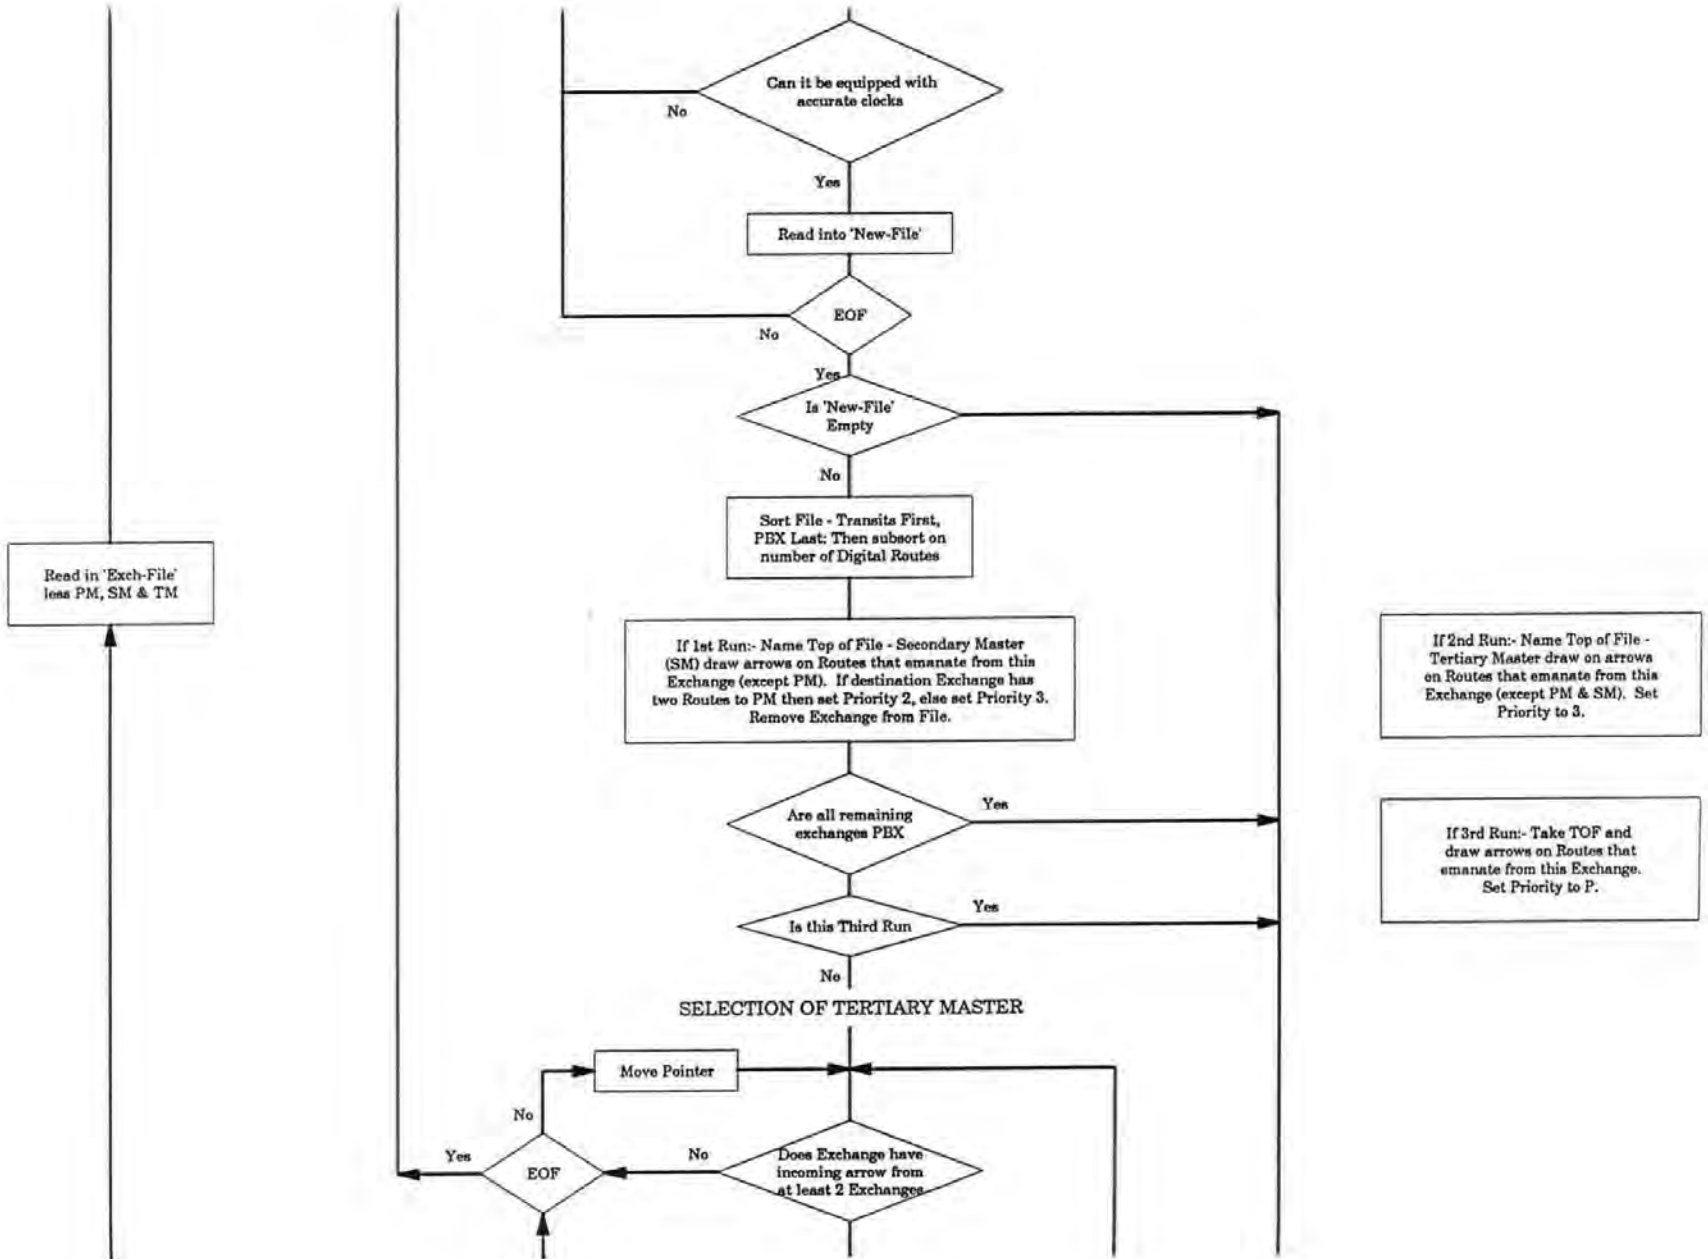 Can it be equipped with
accurate clocks
No
Yes
Read into 'New-File'
EOF
No
Yes
Is 'New-File'
Empty
No
Sort File - Transits First,
PBX Last: Then subsort on
number of Digital Routes
Read in 'Exch-File'
less PM, SM & TM
If 1st Run:- Name Top of File - Secondary Master
(SM) draw arrows on Routes that emanate from this
Exchange (except PM). If destination Exchange has
two Routes to PM then set Priority 2, else set Priority 3.
Remove Exchange from File.
If 2nd Run:- Name Top of File -
Tertiary Master draw on arrows
on Routes that emanate from this
Exchange (except PM & SM). Set
Priority to 3.
Are all remaining
exchanges PBX
Yes
If 3rd Run:- Take TOF and
draw arrows on Routes that
emanate from this Exchange.
Set Priority to P.
Is this Third Run
Yes
No
SELECTION OF TERTIARY MASTER
Move Pointer
No
Yes
EOF
No
Does Exchange have
incoming arrow from
at least 2 Exchanges